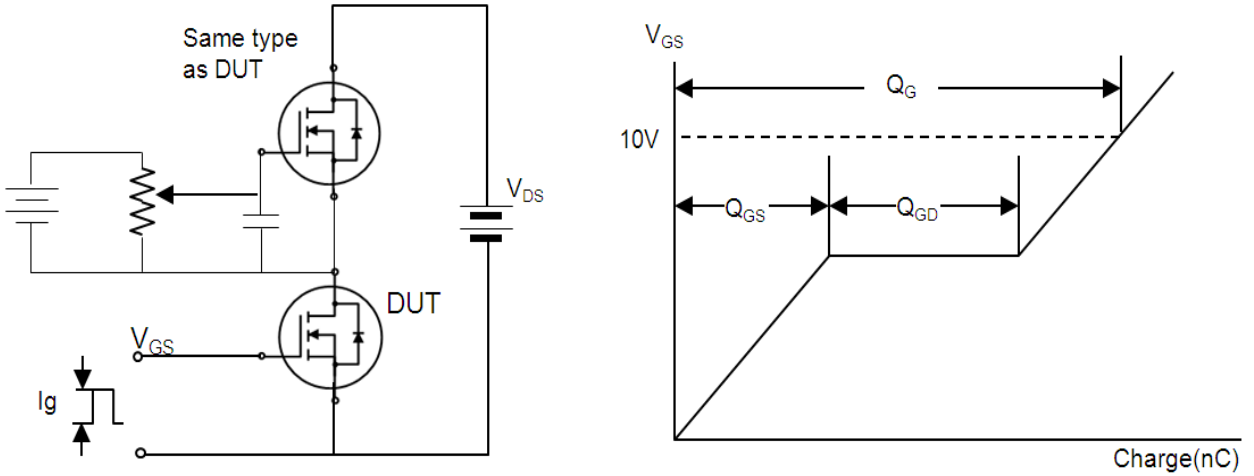 Same type
as DUT
V_DS
DUT
V_GS
Ig
V_GS
Q_G
10V
Q_GS
Q_GD
Charge(nC)